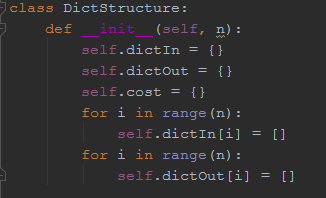 class DictStructure:
    def __init__(self, n):
        self.dictIn = {}
        self.dictOut = {}
        self.cost = {}
        for i in range(n):
            self.dictIn[i] = []
        for i in range(n):
            self.dictOut[i] = []